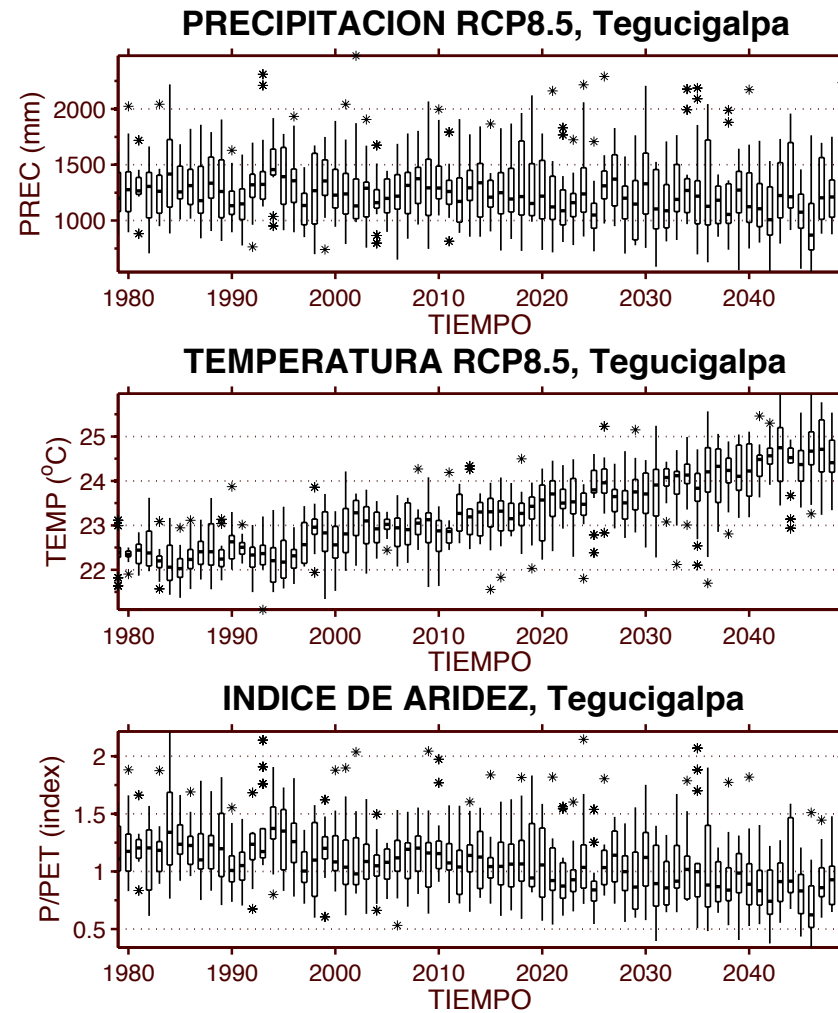 PRECIPITACION RCP8.5, Tegucigalpa
PREC (mm)
2000
1500
1000
1980 1990 2000 2010 2020 2030 2040
TIEMPO
TEMPERATURA RCP8.5, Tegucigalpa
TEMP (°C)
25
24
23
22
1980 1990 2000 2010 2020 2030 2040
TIEMPO
INDICE DE ARIDEZ, Tegucigalpa
P/PET (index)
2
1.5
1
0.5
1980 1990 2000 2010 2020 2030 2040
TIEMPO